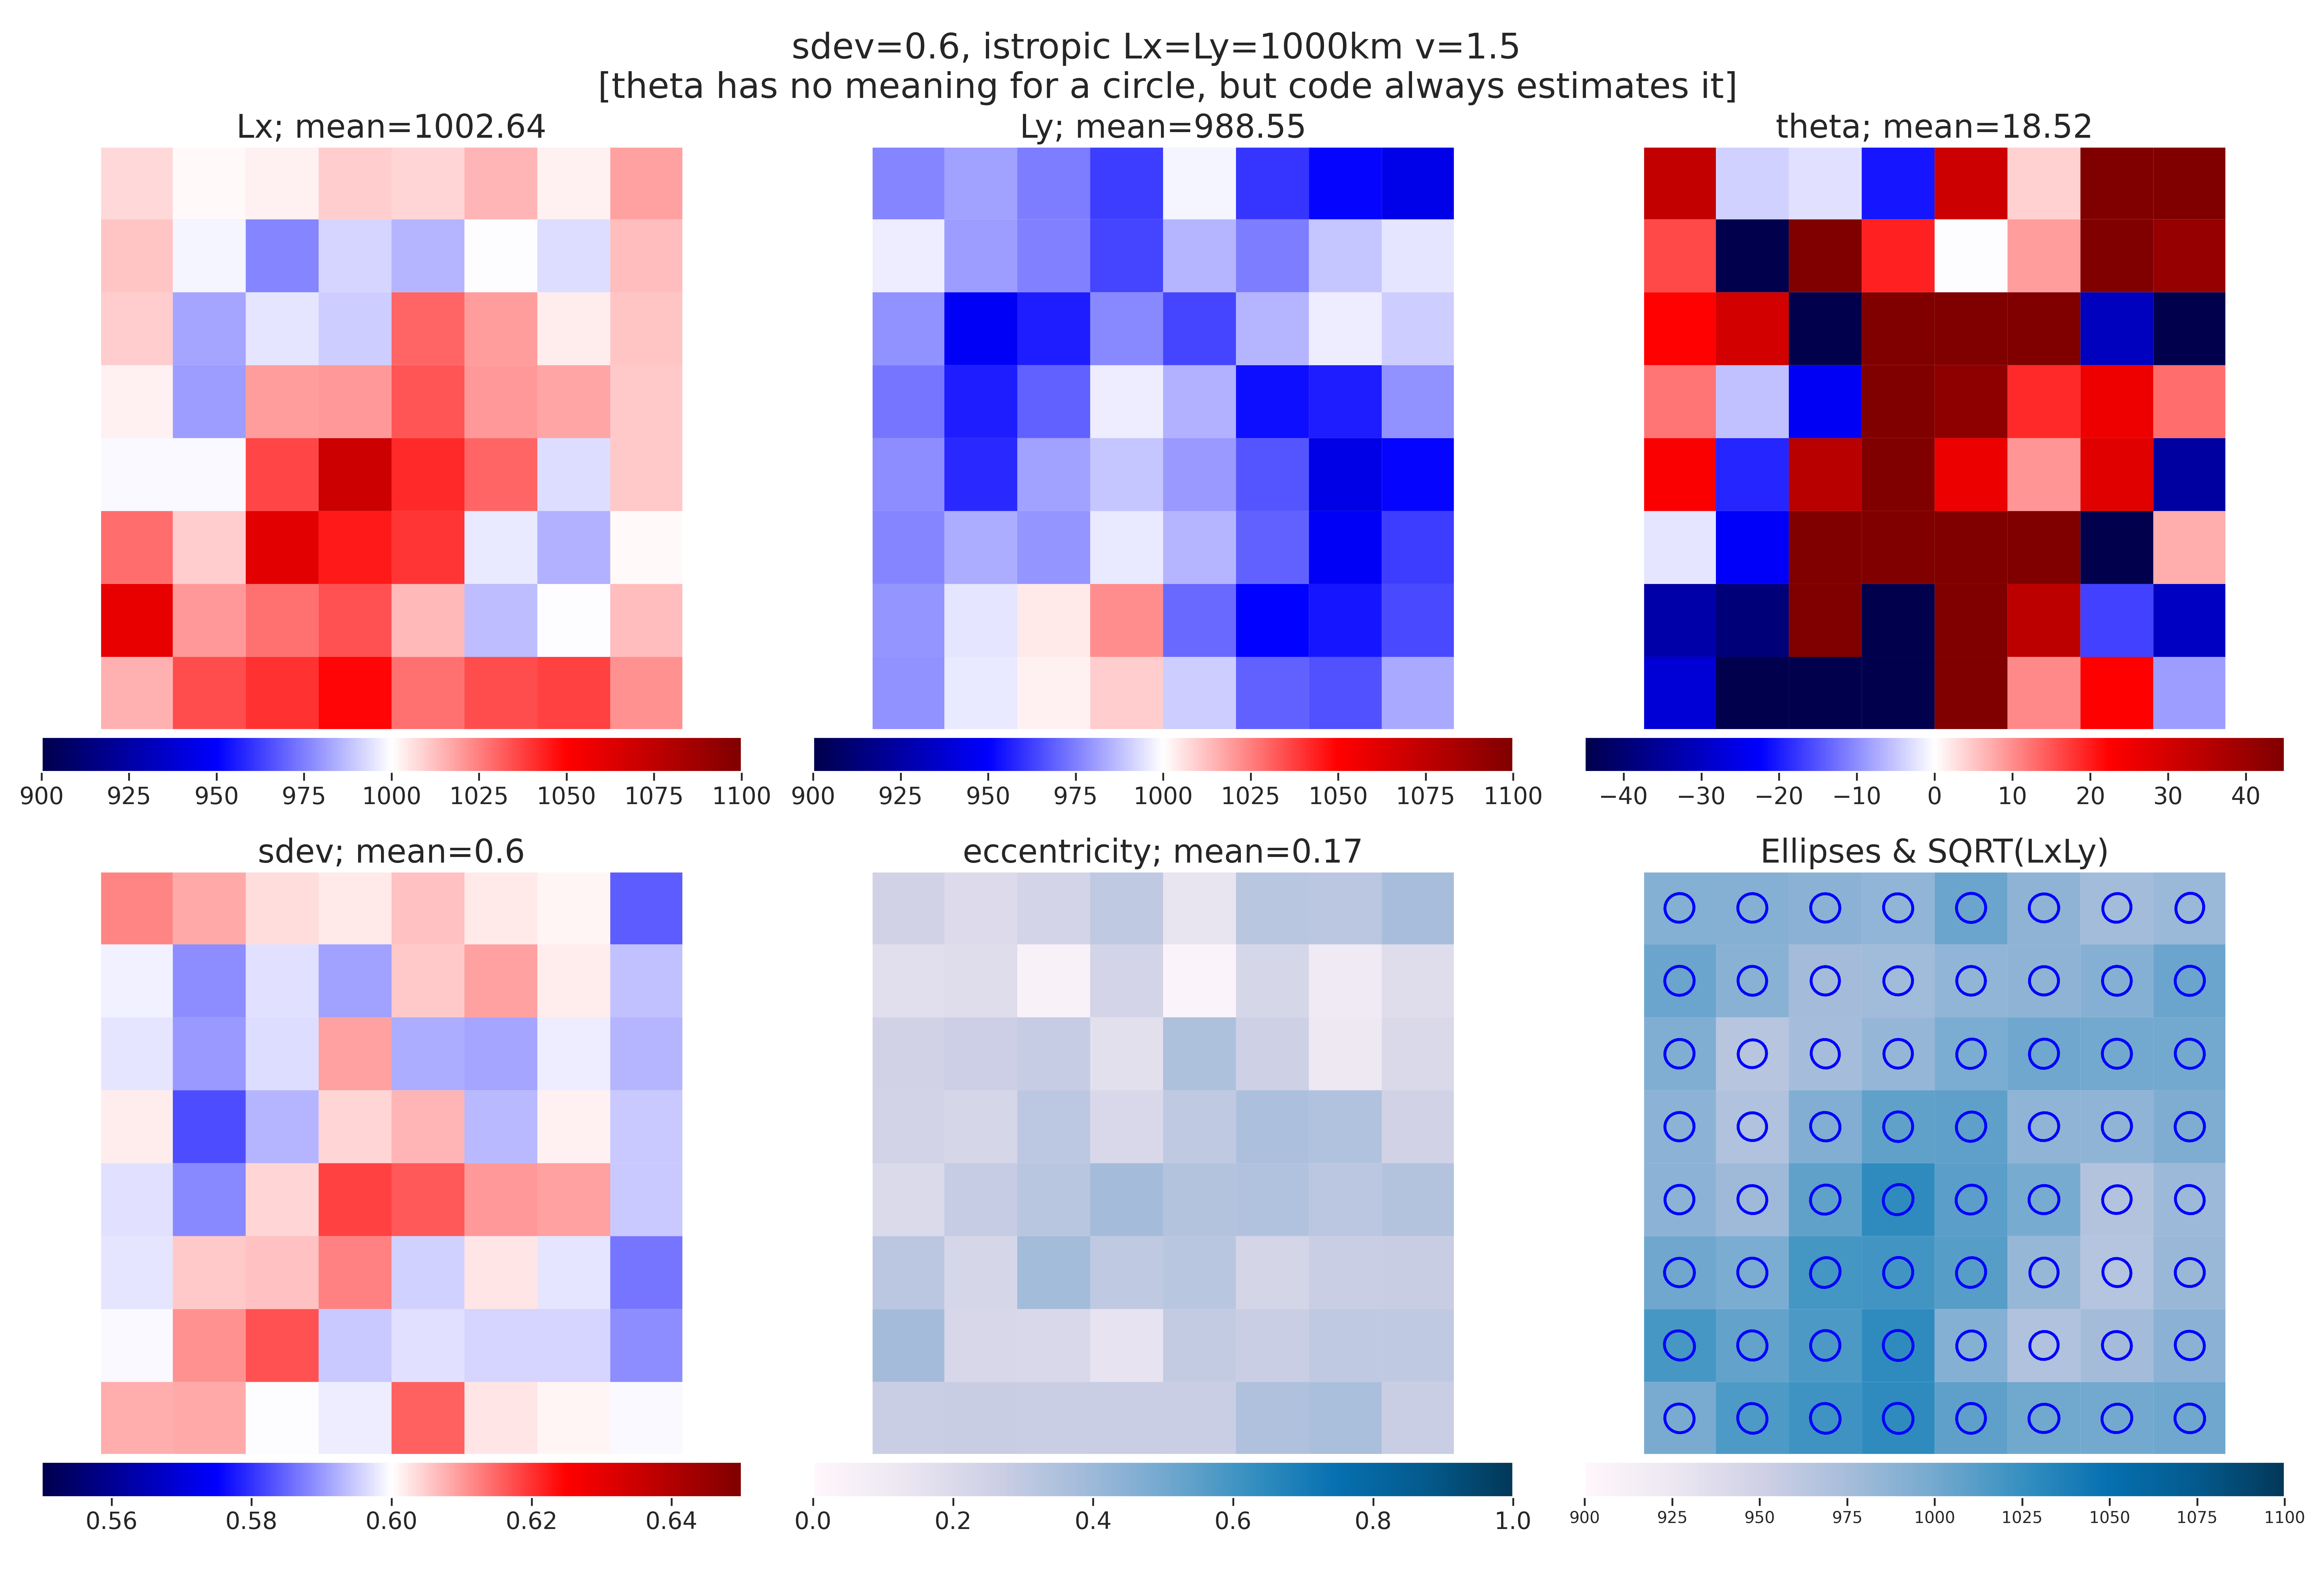 sdev=0.6, istropic Lx=Ly=1000km v=1.5
[theta has no meaning for a circle, but code always estimates it]
Lx; mean=1002.64
Ly; mean=988.55
theta; mean=18.52
900 925 950 975 1000 1025 1050 1075 1100
900 925 950 975 1000 1025 1050 1075 1100
−40 −30 −20 −10 0 10 20 30 40
sdev; mean=0.6
eccentricity; mean=0.17
Ellipses & SQRT(LxLy)
0.56 0.58 0.60 0.62 0.64
0.0 0.2 0.4 0.6 0.8 1.0
900 925 950 975 1000 1025 1050 1075 1100